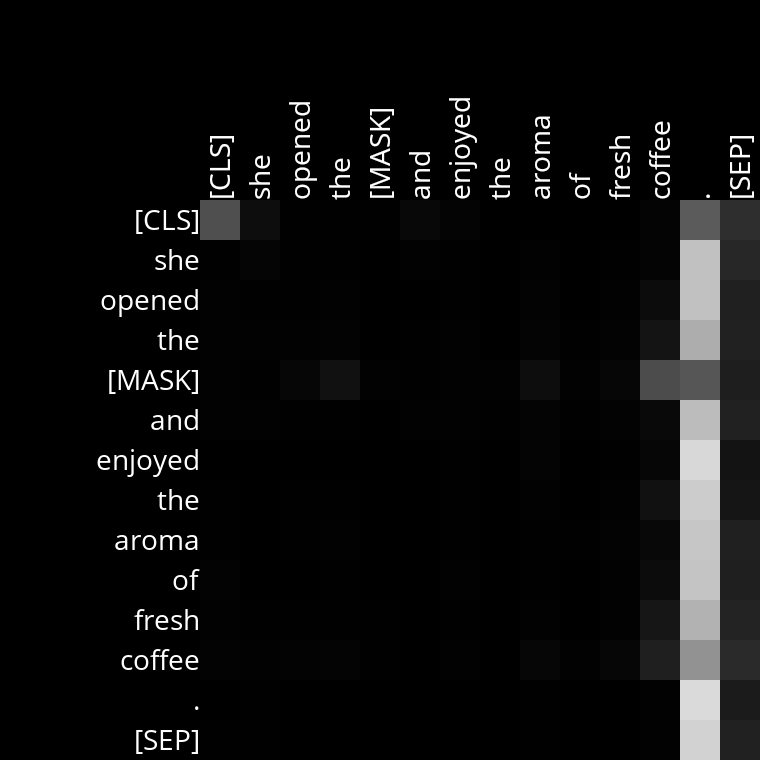 [CLS] she opened the [MASK] and enjoyed the aroma of fresh coffee . [SEP]
[CLS]
she
opened
the
[MASK]
and
enjoyed
the
aroma
of
fresh
coffee
.
[SEP]